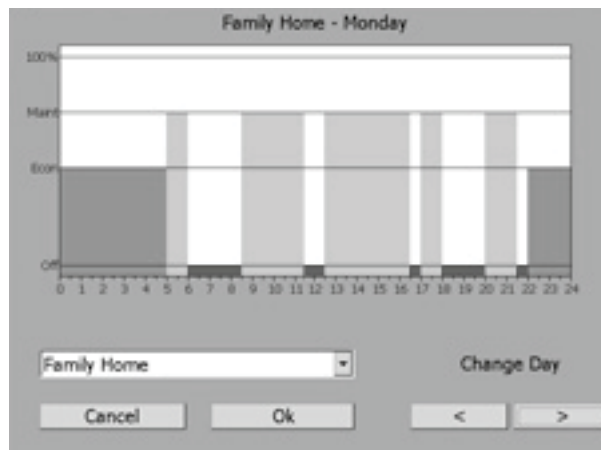 Family Home - Monday
100%
Maint
Econ
Off
0 1 2 3 4 5 6 7 8 9 10 11 12 13 14 15 16 17 18 19 20 21 22 23 24
Family Home
Change Day
Cancel Ok < >